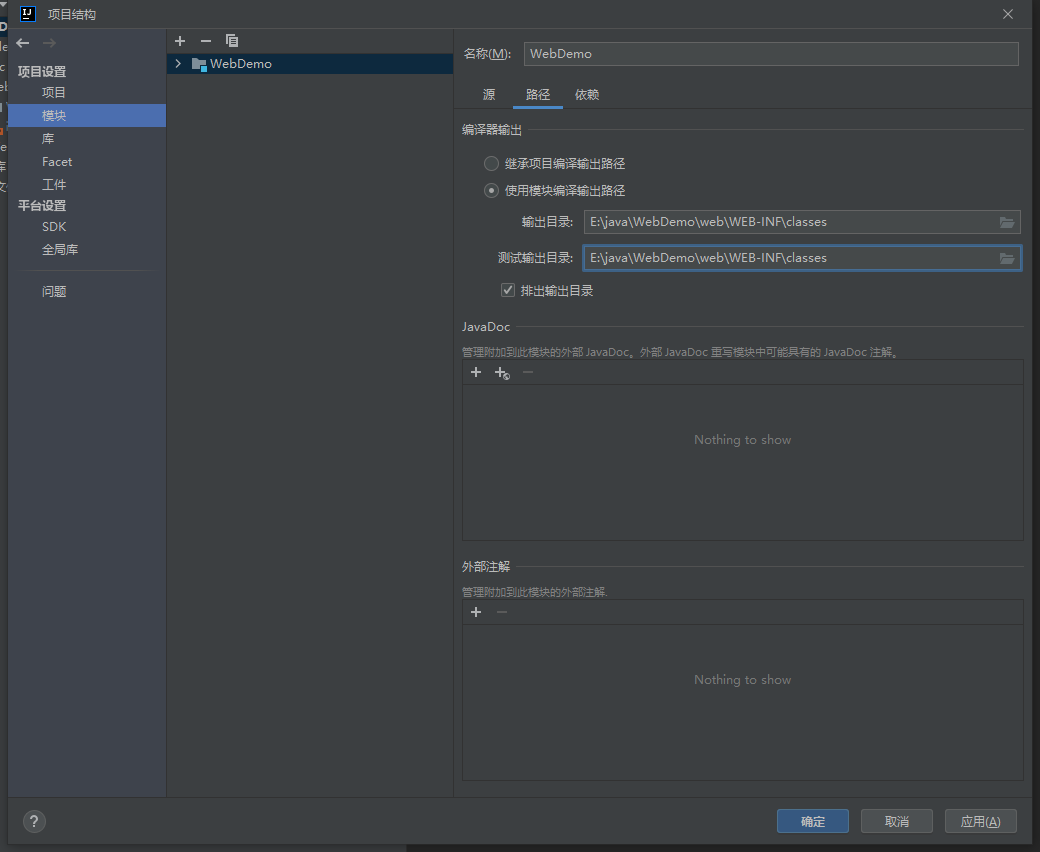 项目结构
项目设置
项目
模块
库
Facet
工件
平台设置
SDK
全局库
问题
WebDemo
名称(M): WebDemo
源 路径 依赖
编译器输出
继承项目编译输出路径
使用模块编译输出路径
输出目录: E:\java\WebDemo\web\WEB-INF\classes
测试输出目录: E:\java\WebDemo\web\WEB-INF\classes
排出输出目录
JavaDoc
管理附加到此模块的外部 JavaDoc。外部 JavaDoc 重写模块中可能具有的 JavaDoc 注解。
Nothing to show
外部注解
管理附加到此模块的外部注解.
Nothing to show
? 确定 取消 应用(A)